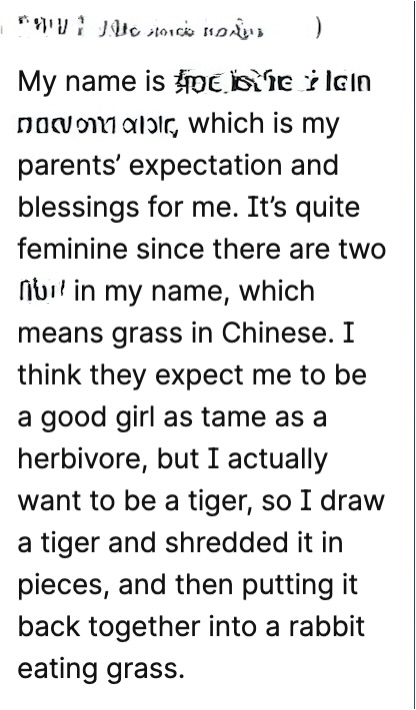 )
My name is
which is my
parents’ expectation and
blessings for me. It’s quite
feminine since there are two
in my name, which
means grass in Chinese. I
think they expect me to be
a good girl as tame as a
herbivore, but I actually
want to be a tiger, so I draw
a tiger and shredded it in
pieces, and then putting it
back together into a rabbit
eating grass.